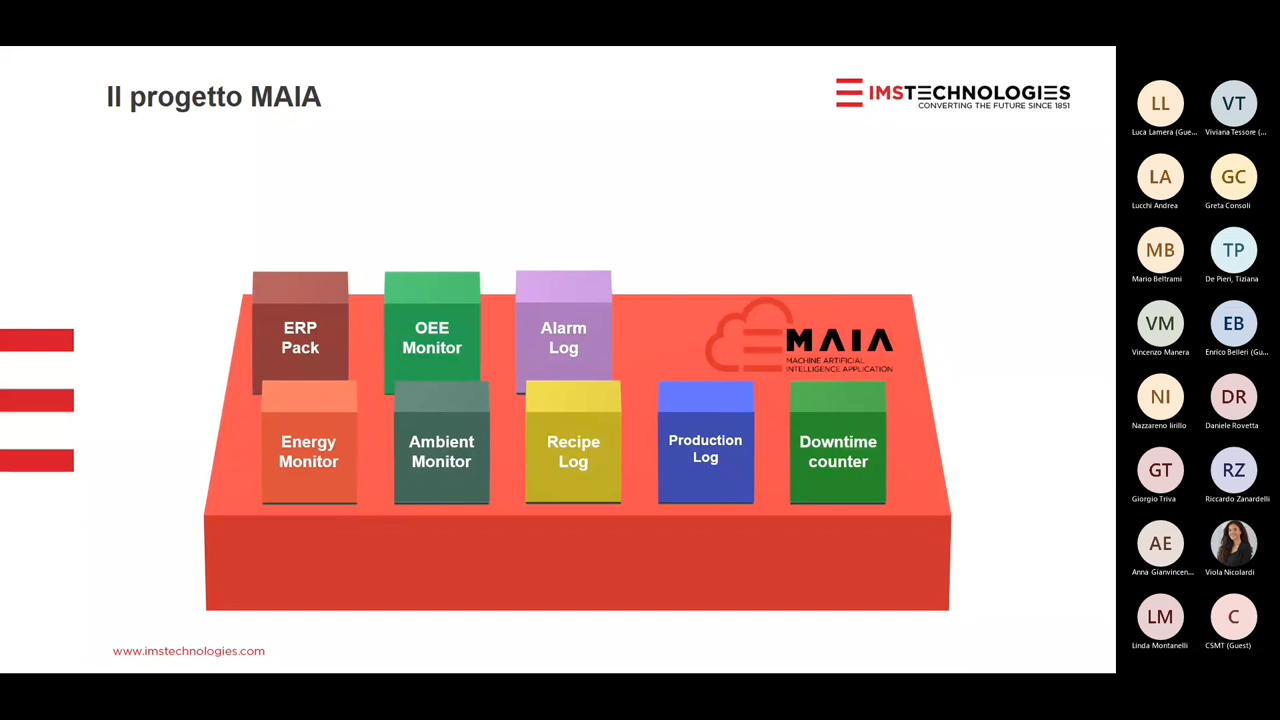 Il progetto MAIA
IMSTECHNOLOGIES
CONVERTING THE FUTURE SINCE 1851
ERP
Pack
OEE
Monitor
Alarm
Log
MAIA
MACHINE ARTIFICIAL
INTELLIGENCE APPLICATION
Energy
Monitor
Ambient
Monitor
Recipe
Log
Production
Log
Downtime
counter
www.imstechnologies.com
LL
VT
Luca Lamera (Gue...
Viviana Tessore (...
LA
GC
Lucchi Andrea
Greta Consoli
MB
TP
Mario Beltrami
De Pieri, Tiziana
VM
EB
Vincenzo Manera
Enrico Belleri (Gu...
NI
DR
Nazzareno Iirillo
Daniele Rovetta
GT
RZ
Giorgio Triva
Riccardo Zanardelli
AE
Anna Gianvincen...
Viola Nicolardi
LM
C
Linda Montanelli
CSMT (Guest)